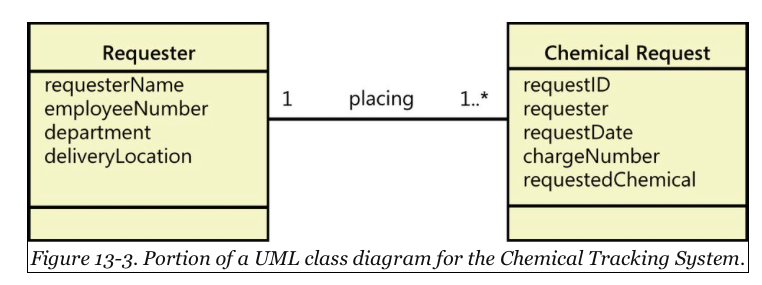 Requester
requesterName
employeeNumber
department
deliveryLocation
1 placing 1..*
Chemical Request
requestID
requester
requestDate
chargeNumber
requestedChemical
Figure 13-3. Portion of a UML class diagram for the Chemical Tracking System.